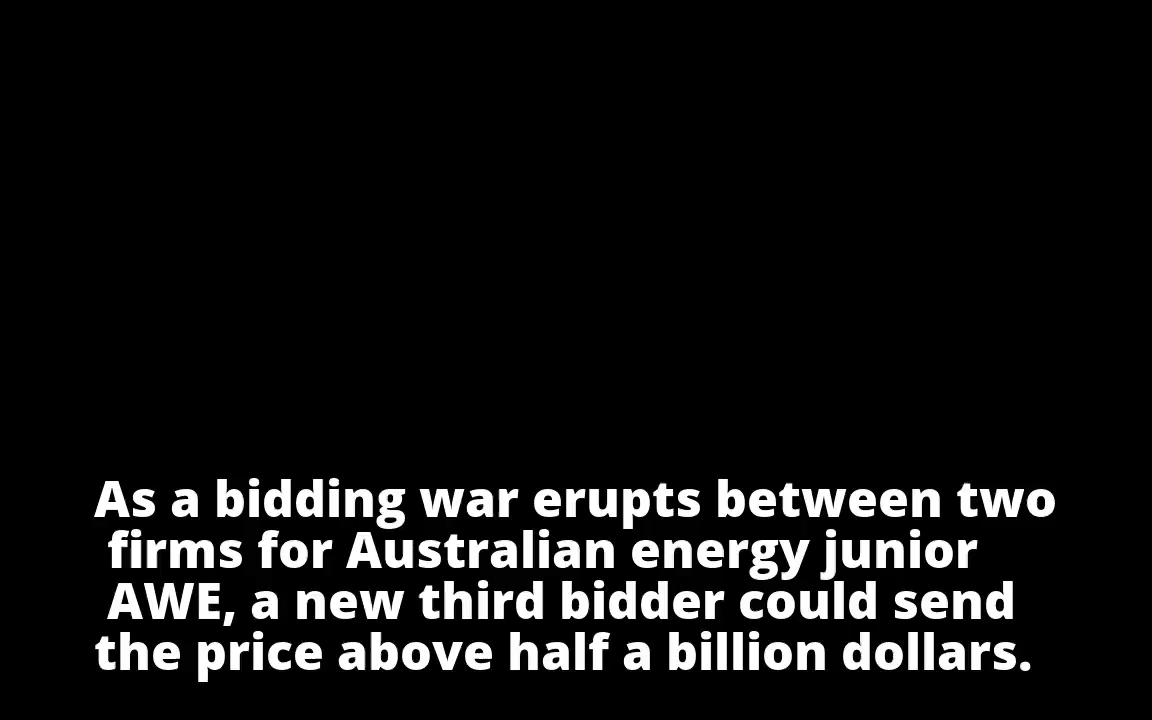 As a bidding war erupts between two
firms for Australian energy junior
AWE, a new third bidder could send
the price above half a billion dollars.